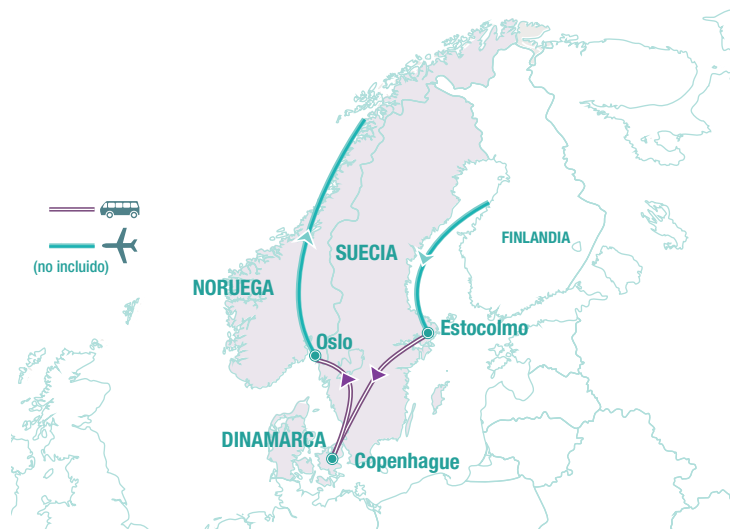 (no incluido)
NORUEGA
SUECIA
FINLANDIA
Oslo
Estocolmo
DINAMARCA
Copenhague